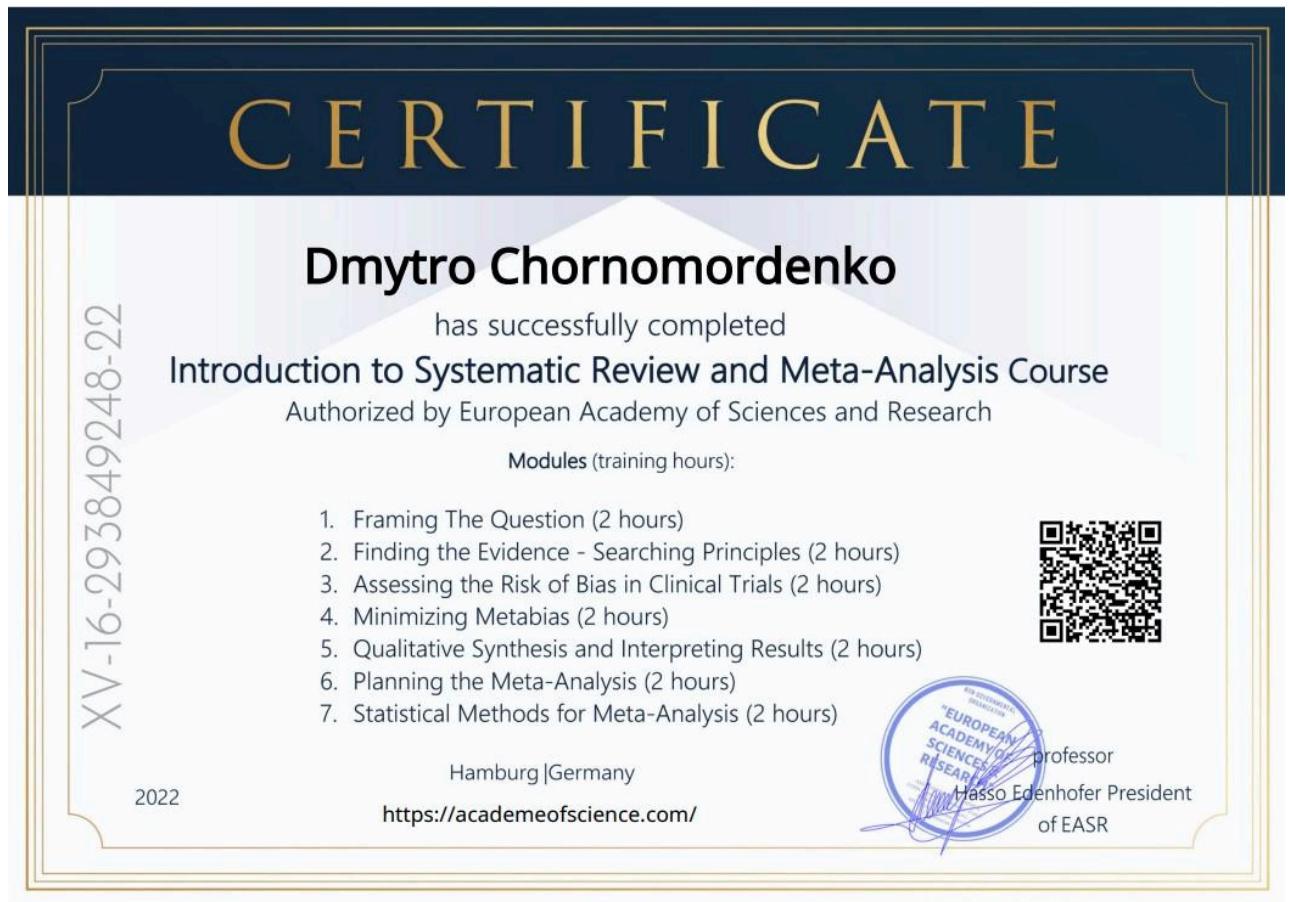 CERTIFICATE
Dmytro Chornomordenko
has successfully completed
Introduction to Systematic Review and Meta-Analysis Course
Authorized by European Academy of Sciences and Research
Modules (training hours):
1. Framing The Question (2 hours)
2. Finding the Evidence - Searching Principles (2 hours)
3. Assessing the Risk of Bias in Clinical Trials (2 hours)
4. Minimizing Metabias (2 hours)
5. Qualitative Synthesis and Interpreting Results (2 hours)
6. Planning the Meta-Analysis (2 hours)
7. Statistical Methods for Meta-Analysis (2 hours)
XV-16-293849248-22
Hamburg |Germany
2022
https://academeofscience.com/
NON GOVERNMENTAL
ORGANIZATION
"EUROPEAN
ACADEMY OF
SCIENCES &
RESEARCH"
professor
Hasso Edenhofer President
of EASR